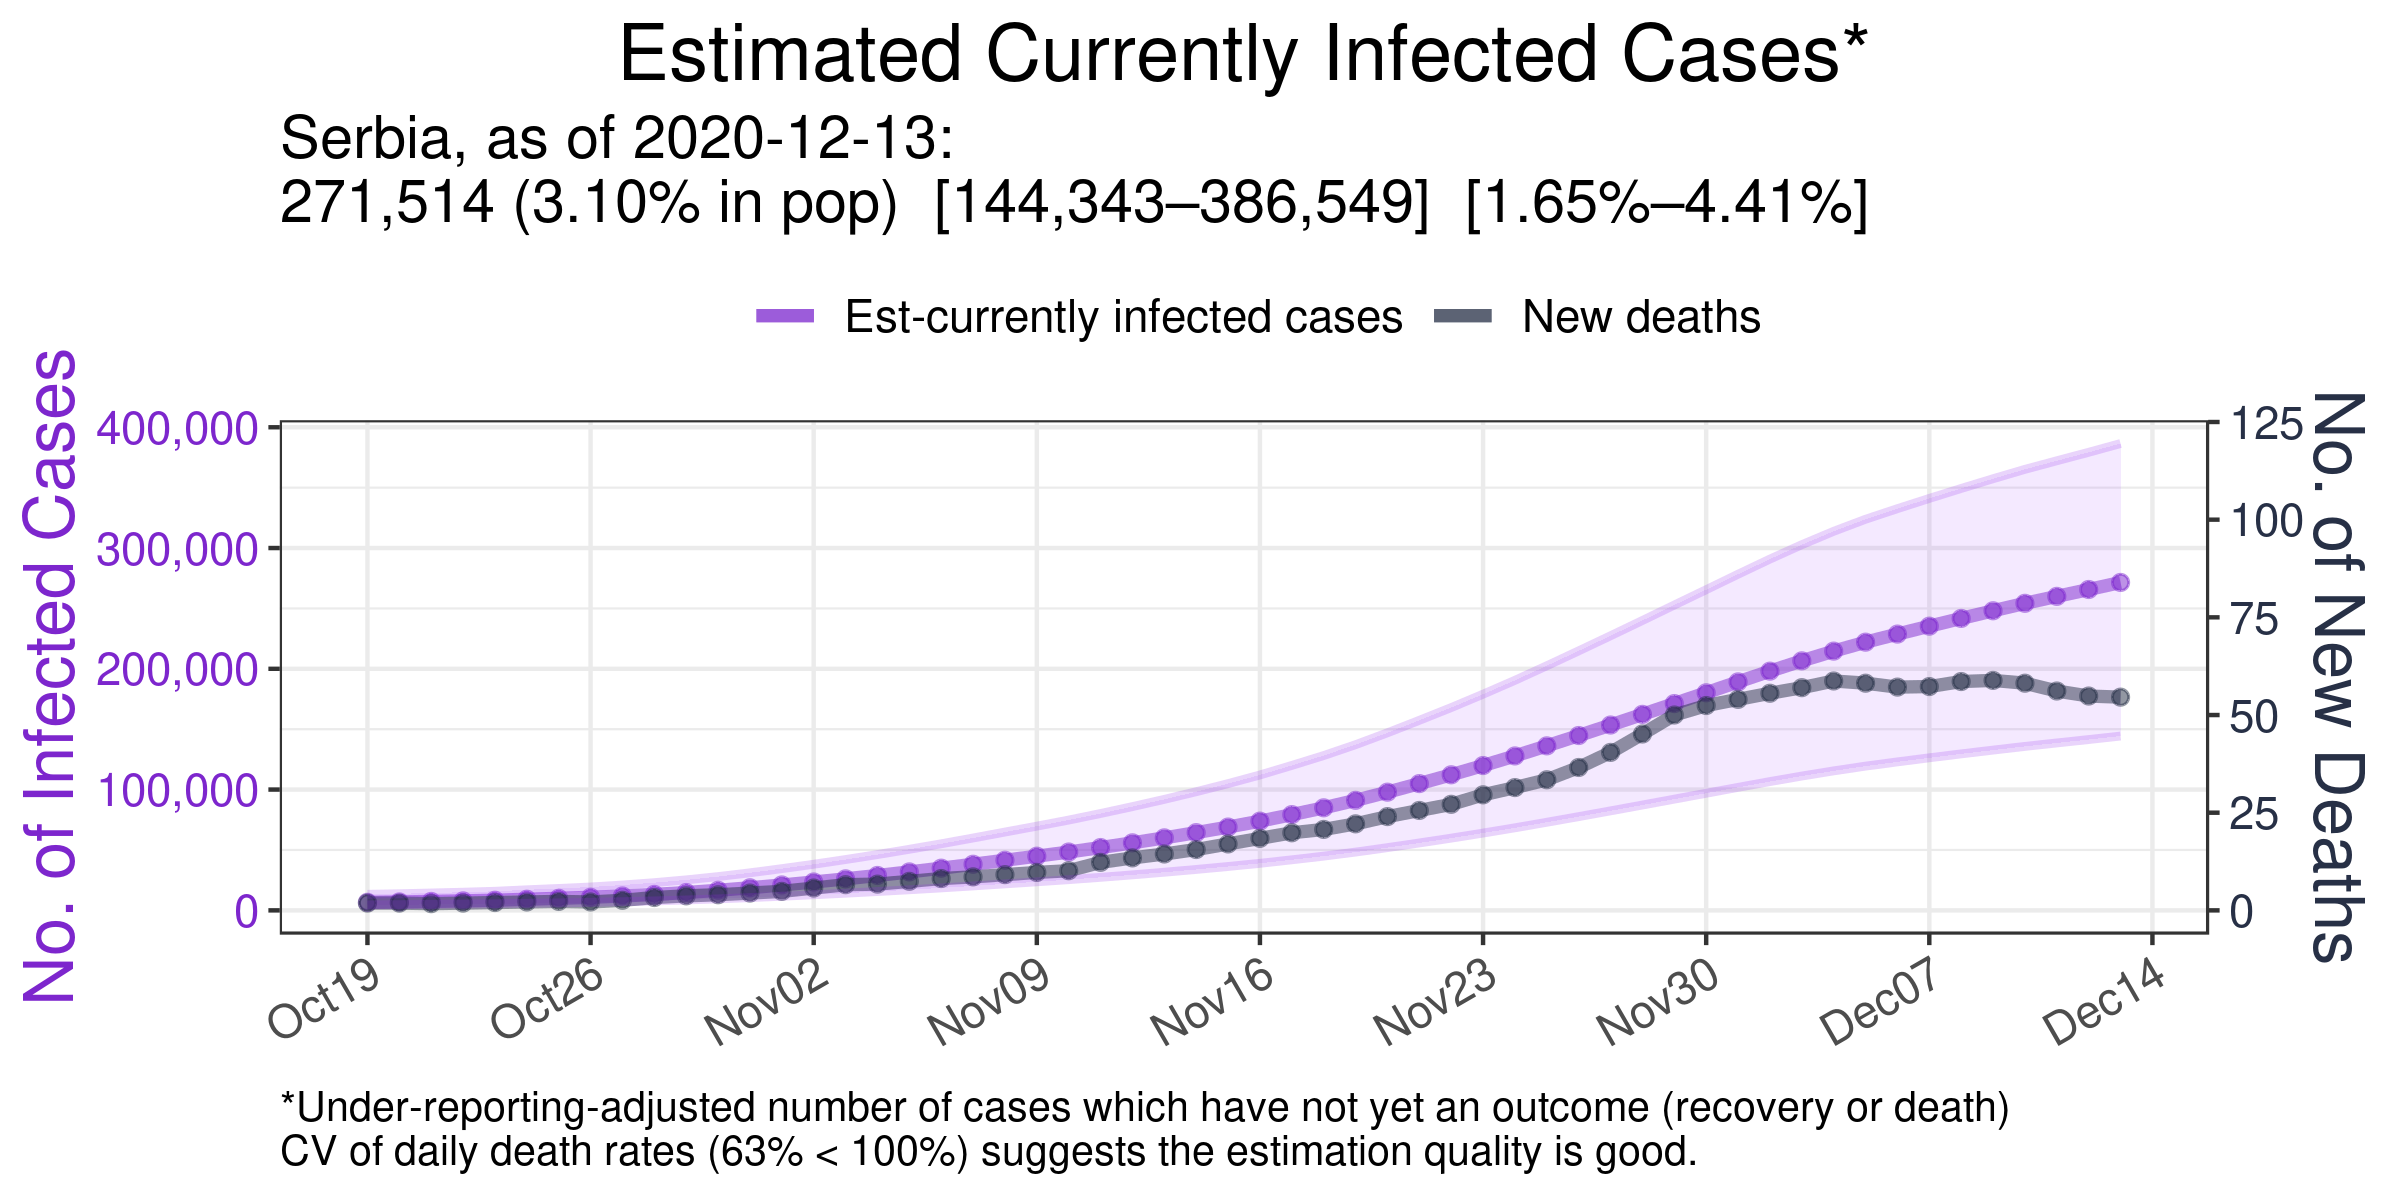 Estimated Currently Infected Cases*
Serbia, as of 2020-12-13:
271,514 (3.10% in pop)  [144,343–386,549]  [1.65%–4.41%]
Est-currently infected cases
New deaths
No. of Infected Cases
400,000
300,000
200,000
100,000
0
125
100
75
50
25
0
No. of New Deaths
Oct19
Oct26
Nov02
Nov09
Nov16
Nov23
Nov30
Dec07
Dec14
*Under-reporting-adjusted number of cases which have not yet an outcome (recovery or death)
CV of daily death rates (63% < 100%) suggests the estimation quality is good.